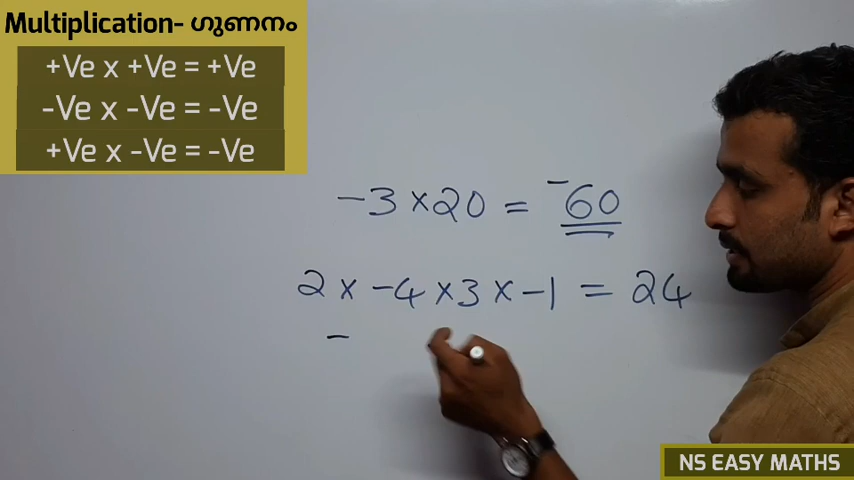 Multiplication- ഗുണനം
+Ve x +Ve = +Ve
-Ve x -Ve = -Ve
+Ve x -Ve = -Ve
-3 × 20 = -60
2 × -4 × 3 × -1 = 24
-
NS EASY MATHS